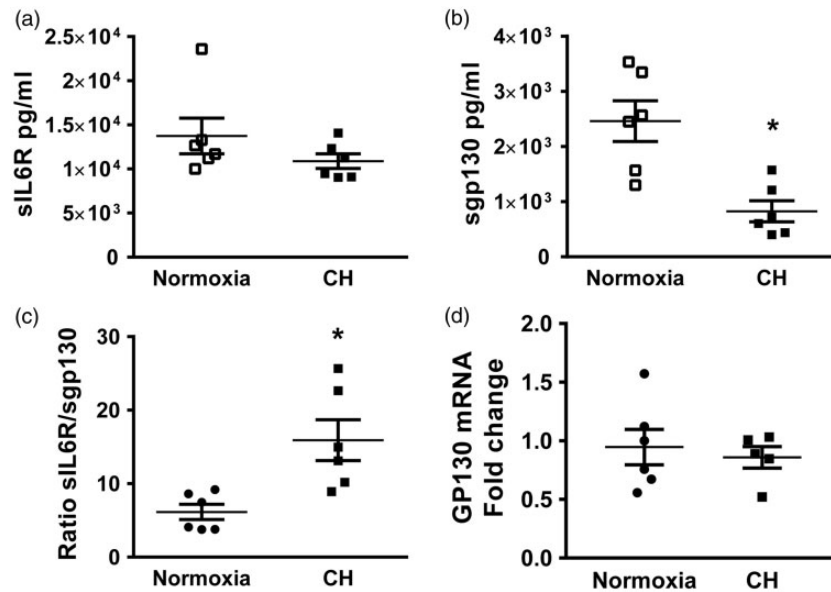 (a)
sIL6R pg/ml
2.5×10⁴
2×10⁴
1.5×10⁴
1×10⁴
5×10³
0
Normoxia
CH
(b)
sgp130 pg/ml
4×10³
3×10³
2×10³
1×10³
0
*
Normoxia
CH
(c)
Ratio sIL6R/sgp130
30
20
10
0
*
Normoxia
CH
(d)
GP130 mRNA
Fold change
2.0
1.5
1.0
0.5
0.0
Normoxia
CH